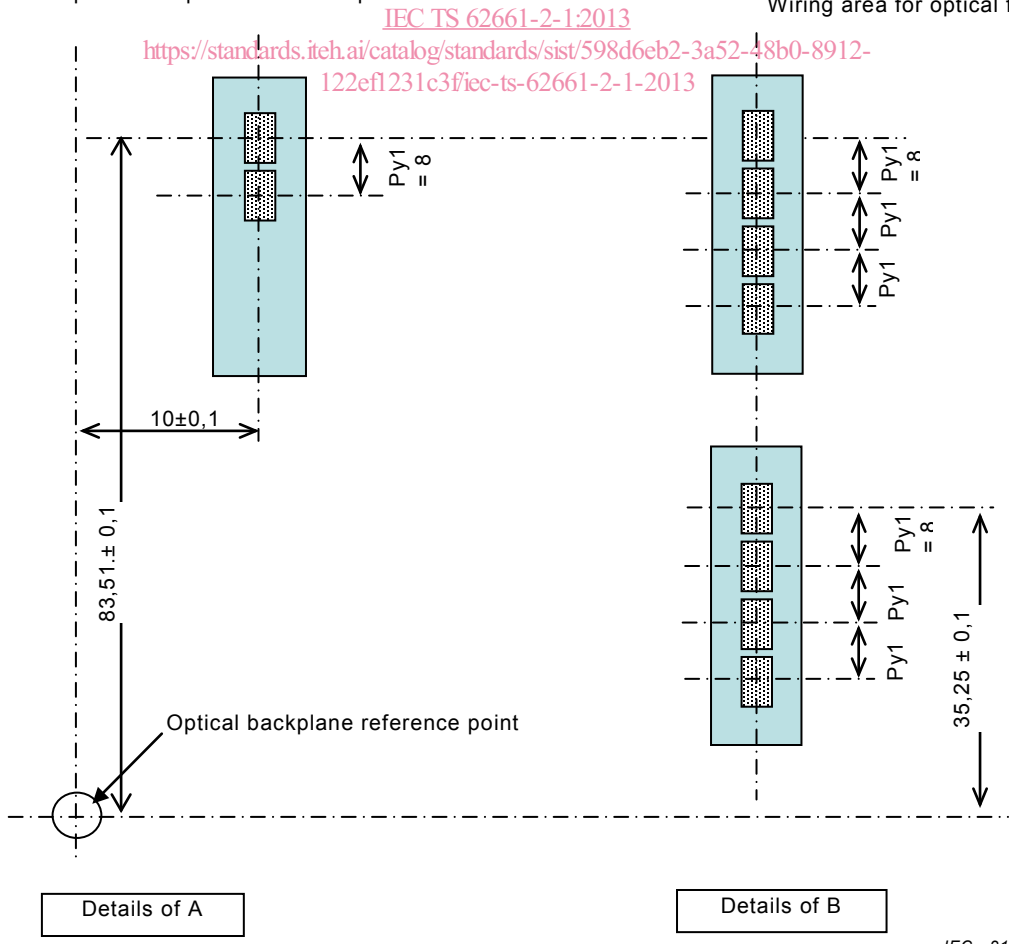 Wiring area for optical f
IEC TS 62661-2-1:2013
https://standards.iteh.ai/catalog/standards/sist/598d6eb2-3a52-48b0-8912-
122ef1231c3f/iec-ts-62661-2-1-2013
Py1
= 8
Py1
= 8
Py1
Py1
10±0,1
83,51.± 0,1
Py1
= 8
Py1
Py1
35,25 ± 0,1
Optical backplane reference point
Details of A
Details of B